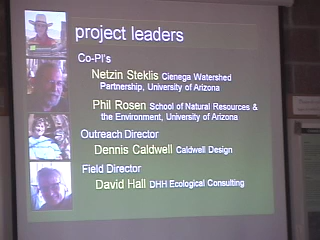 project leaders
Co-PI's
Netzin Steklis Cienega Watershed
Partnership, University of Arizona
Phil Rosen School of Natural Resources &
the Environment, University of Arizona
Outreach Director
Dennis Caldwell Caldwell Design
Field Director
David Hall DHH Ecological Consulting